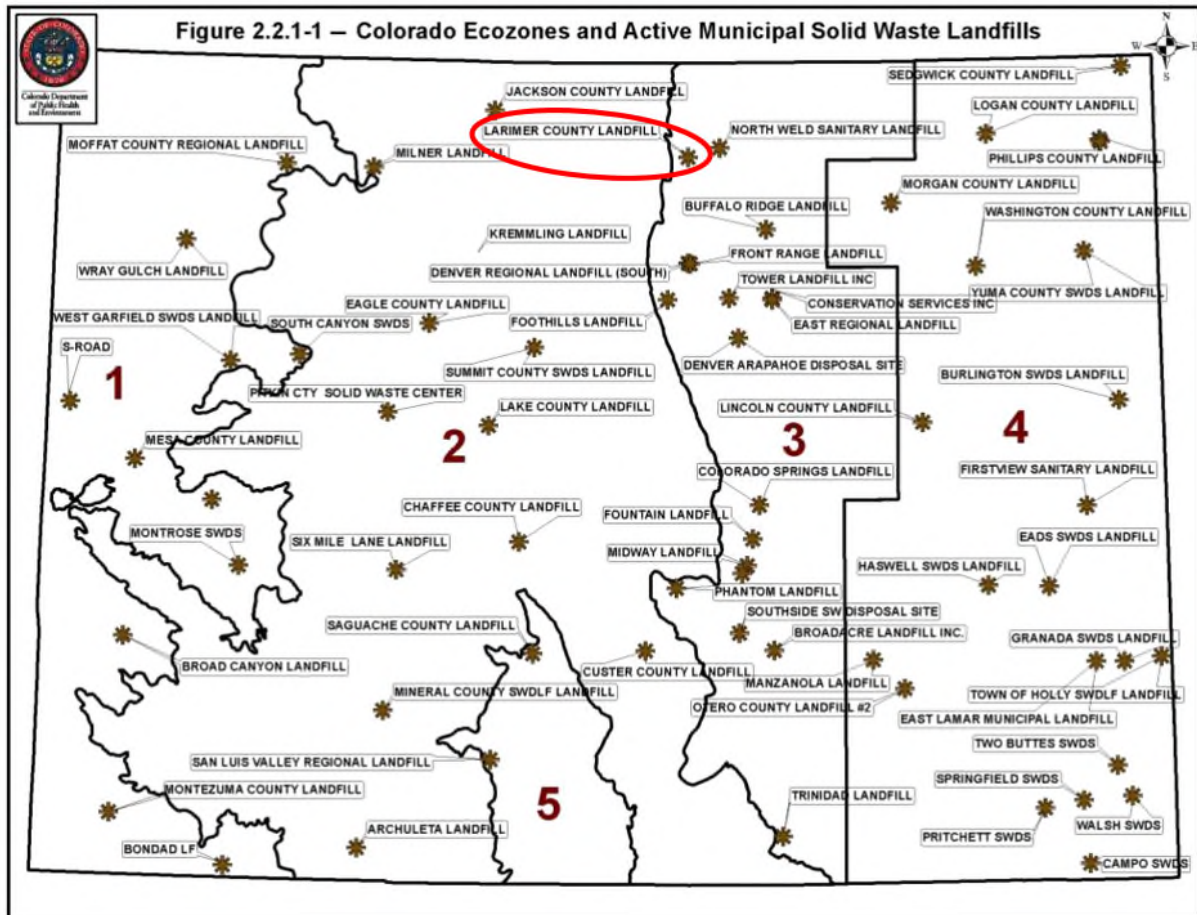 Figure 2.2.1-1 — Colorado Ecozones and Active Municipal Solid Waste Landfills
N
W E
S
Colorado Department
of Public Health
and Environment
SEDGWICK COUNTY LANDFILL
JACKSON COUNTY LANDFILL
LOGAN COUNTY LANDFILL
LARIMER COUNTY LANDFILL
NORTH WELD SANITARY LANDFILL
MOFFAT COUNTY REGIONAL LANDFILL
MILNER LANDFILL
PHILLIPS COUNTY LANDFILL
MORGAN COUNTY LANDFILL
BUFFALO RIDGE LANDFILL
WASHINGTON COUNTY LANDFILL
KREMMLING LANDFILL
FRONT RANGE LANDFILL
WRAY GULCH LANDFILL
DENVER REGIONAL LANDFILL (SOUTH)
TOWER LANDFILL INC
YUMA COUNTY SWDS LANDFILL
EAGLE COUNTY LANDFILL
CONSERVATION SERVICES INC
WEST GARFIELD SWDS LANDFILL
SOUTH CANYON SWDS
FOOTHILLS LANDFILL
EAST REGIONAL LANDFILL
S-ROAD
DENVER ARAPAHOE DISPOSAL SITE
SUMMIT COUNTY SWDS LANDFILL
BURLINGTON SWDS LANDFILL
1
PITKIN CTY SOLID WASTE CENTER
LAKE COUNTY LANDFILL
LINCOLN COUNTY LANDFILL
2
3
4
MESA COUNTY LANDFILL
COLORADO SPRINGS LANDFILL
FIRSTVIEW SANITARY LANDFILL
CHAFFEE COUNTY LANDFILL
FOUNTAIN LANDFILL
MONTROSE SWDS
SIX MILE LANE LANDFILL
EADS SWDS LANDFILL
MIDWAY LANDFILL
HASWELL SWDS LANDFILL
PHANTOM LANDFILL
SOUTHSIDE SW DISPOSAL SITE
SAGUACHE COUNTY LANDFILL
BROADACRE LANDFILL INC.
GRANADA SWDS LANDFILL
BROAD CANYON LANDFILL
CUSTER COUNTY LANDFILL
MANZANOLA LANDFILL
MINERAL COUNTY SWDLF LANDFILL
TOWN OF HOLLY SWDLF LANDFILL
OTERO COUNTY LANDFILL #2
EAST LAMAR MUNICIPAL LANDFILL
TWO BUTTES SWDS
SAN LUIS VALLEY REGIONAL LANDFILL
SPRINGFIELD SWDS
MONTEZUMA COUNTY LANDFILL
5
TRINIDAD LANDFILL
WALSH SWDS
ARCHULETA LANDFILL
PRITCHETT SWDS
BONDAD LF
CAMPO SWDS